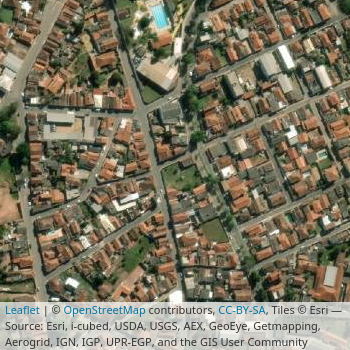 Leaflet | © OpenStreetMap contributors, CC-BY-SA, Tiles © Esri —
Source: Esri, i-cubed, USDA, USGS, AEX, GeoEye, Getmapping,
Aerogrid, IGN, IGP, UPR-EGP, and the GIS User Community